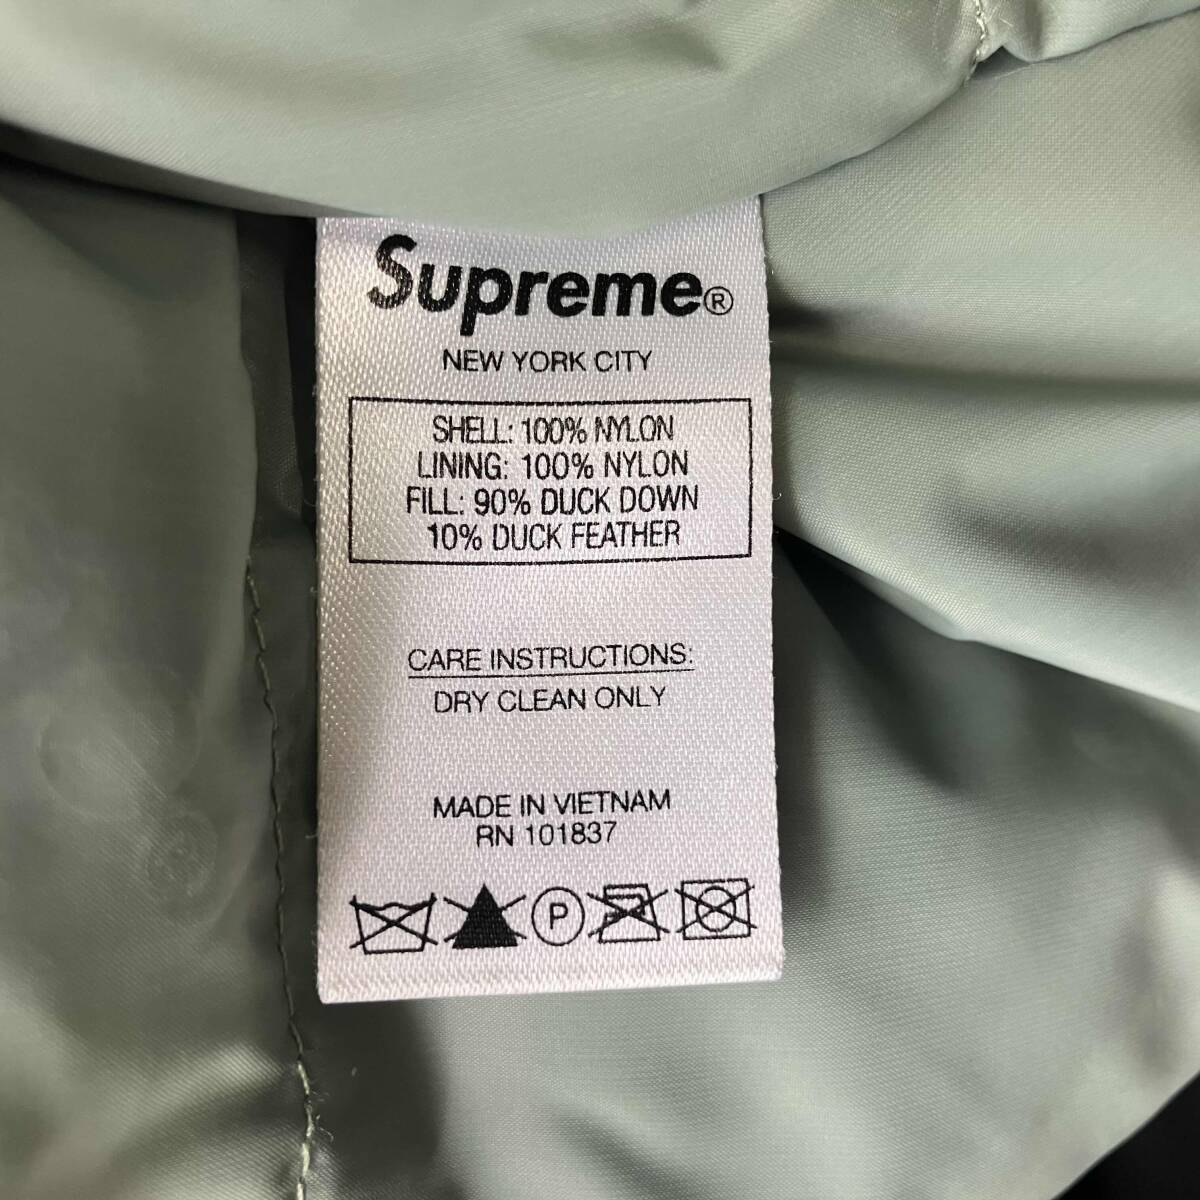 Supreme®
NEW YORK CITY
SHELL: 100% NYLON
LINING: 100% NYLON
FILL: 90% DUCK DOWN
10% DUCK FEATHER
CARE INSTRUCTIONS:
DRY CLEAN ONLY
MADE IN VIETNAM
RN 101837
P